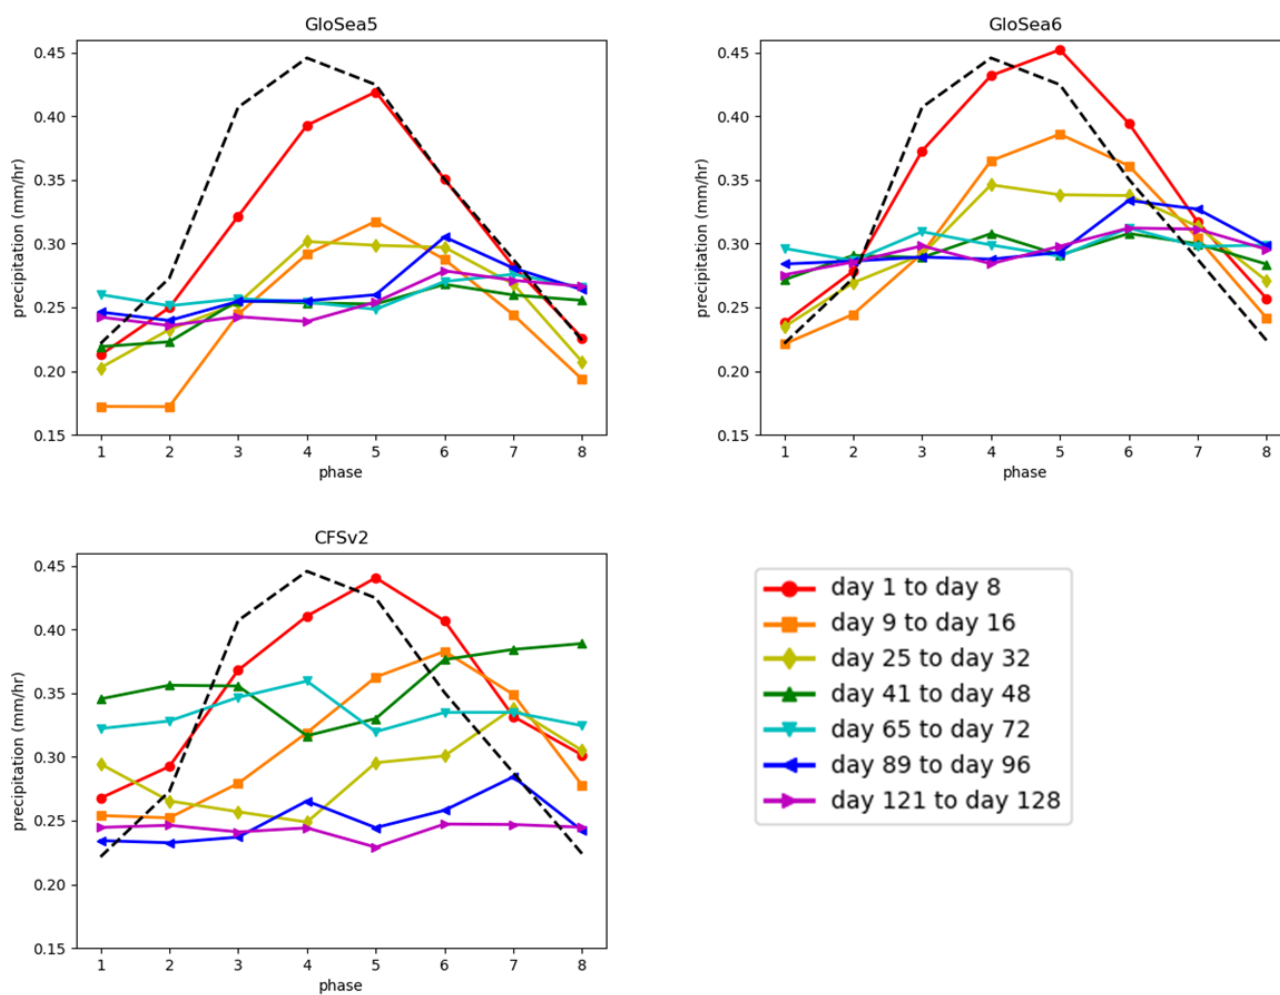 GloSea5
0.45
0.40
0.35
0.30
0.25
0.20
0.15
precipitation (mm/hr)
1 2 3 4 5 6 7 8
phase
GloSea6
0.45
0.40
0.35
0.30
0.25
0.20
0.15
precipitation (mm/hr)
1 2 3 4 5 6 7 8
phase
CFSv2
0.45
0.40
0.35
0.30
0.25
0.20
0.15
precipitation (mm/hr)
1 2 3 4 5 6 7 8
phase
day 1 to day 8
day 9 to day 16
day 25 to day 32
day 41 to day 48
day 65 to day 72
day 89 to day 96
day 121 to day 128